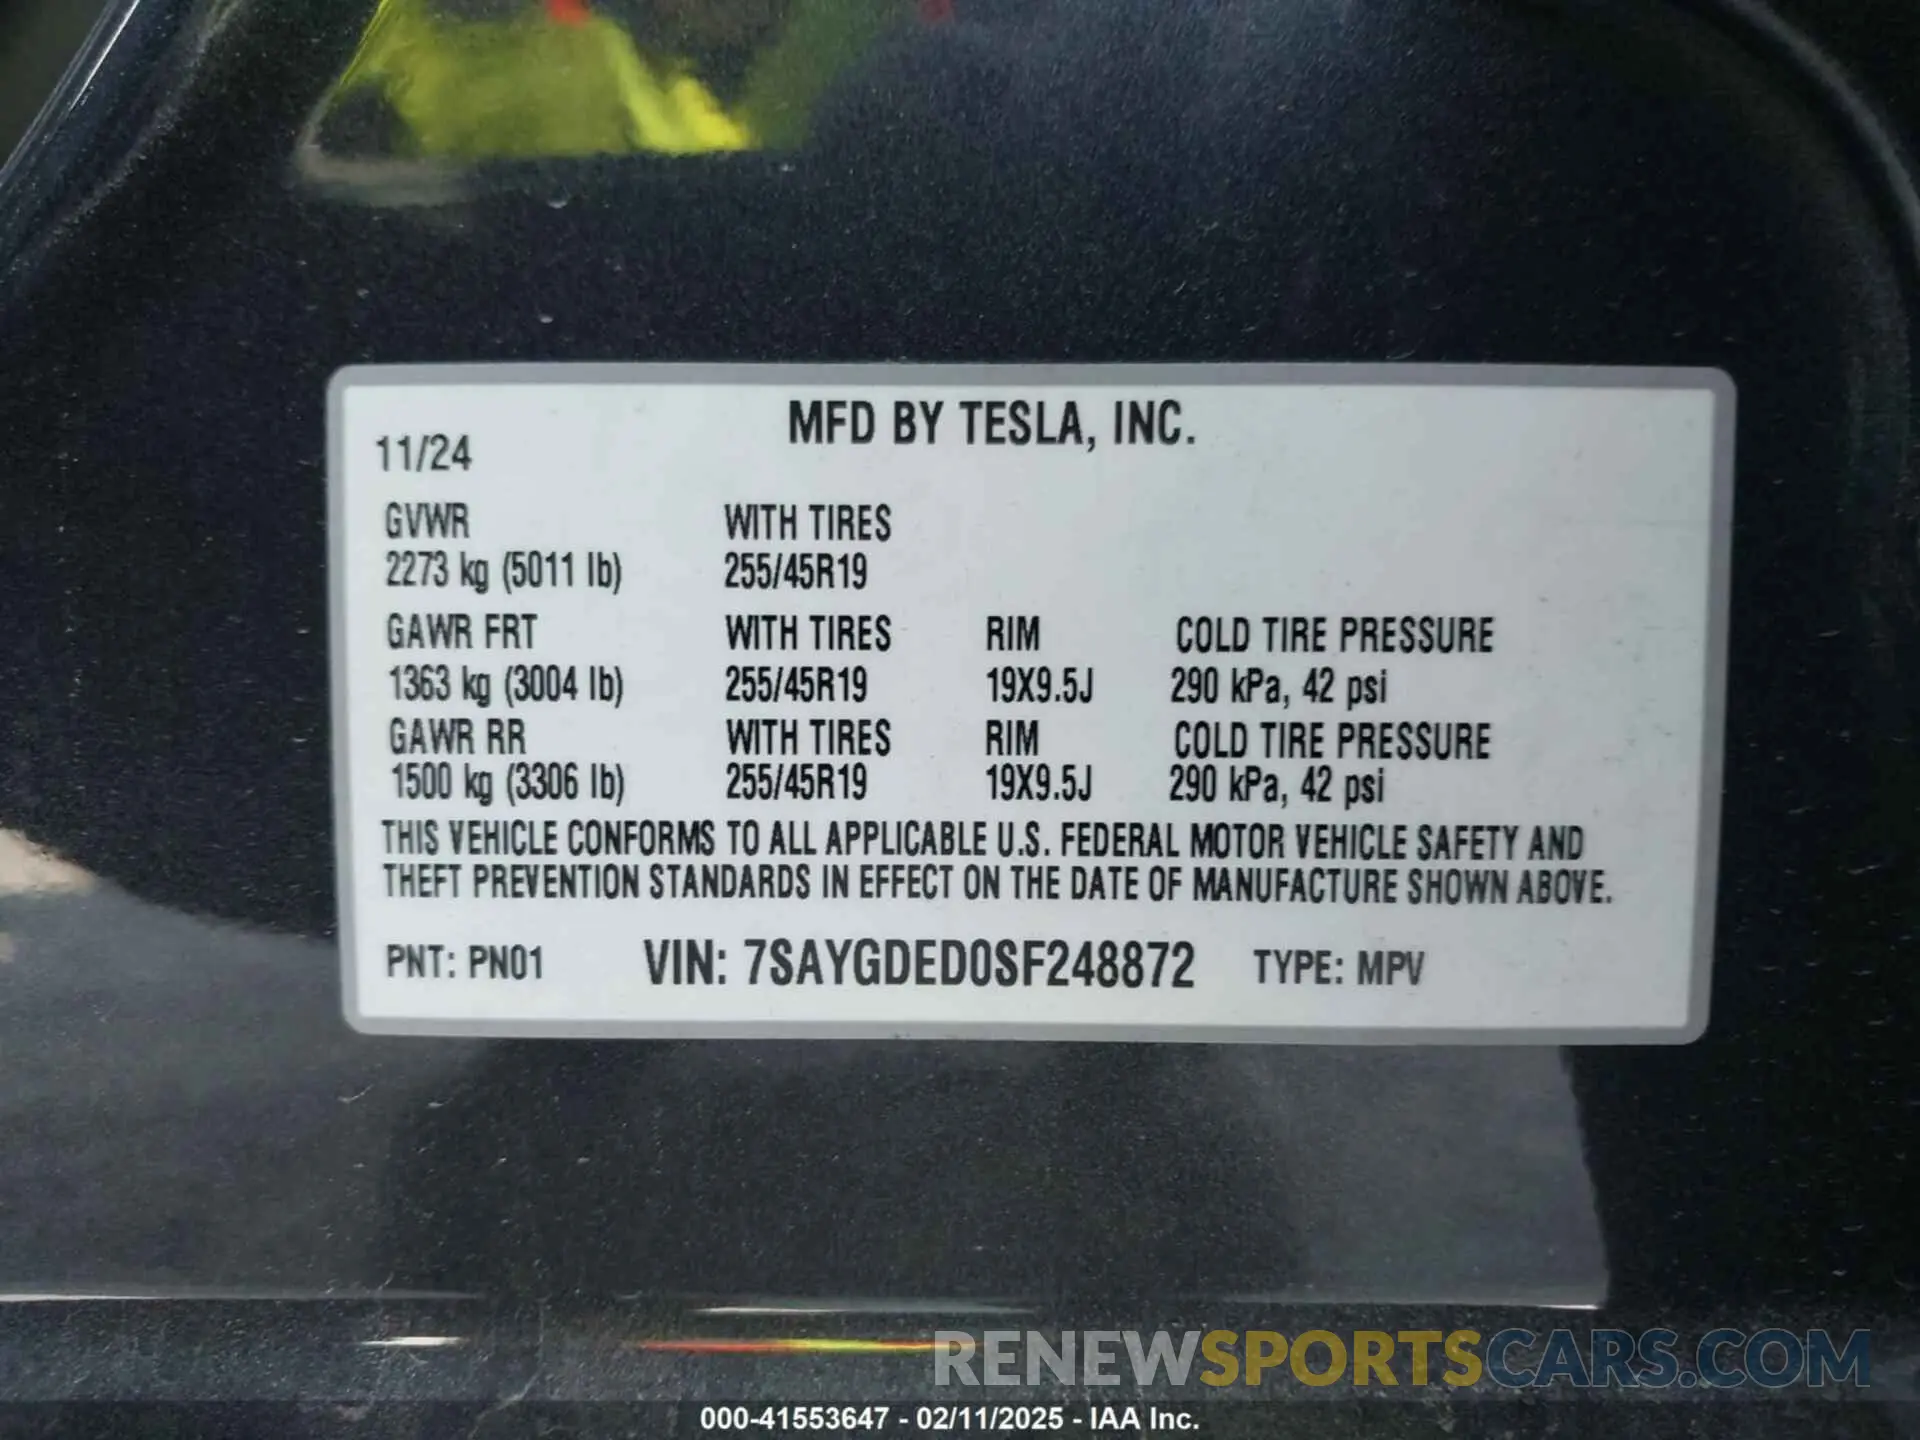 MFD BY TESLA, INC.
11/24
GVWR WITH TIRES
2273 kg (5011 lb) 255/45R19
GAWR FRT WITH TIRES RIM COLD TIRE PRESSURE
1363 kg (3004 lb) 255/45R19 19X9.5J 290 kPa, 42 psi
GAWR RR WITH TIRES RIM COLD TIRE PRESSURE
1500 kg (3306 lb) 255/45R19 19X9.5J 290 kPa, 42 psi
THIS VEHICLE CONFORMS TO ALL APPLICABLE U.S. FEDERAL MOTOR VEHICLE SAFETY AND
THEFT PREVENTION STANDARDS IN EFFECT ON THE DATE OF MANUFACTURE SHOWN ABOVE.
PNT: PN01 VIN: 7SAYGDED0SF248872 TYPE: MPV
RENEWSPORTSCARS.COM
000-41553647 - 02/11/2025 - IAA Inc.